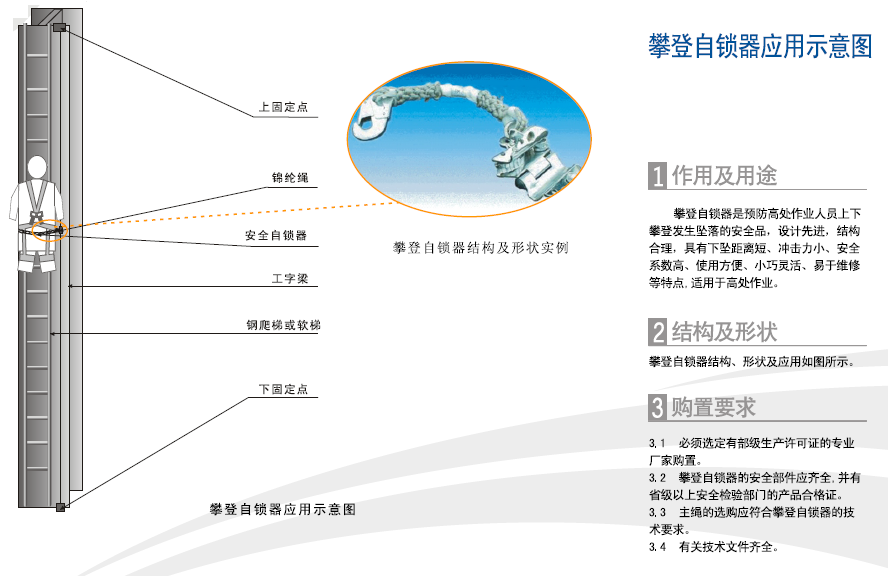 攀登自锁器应用示意图
上固定点
锦纶绳
安全自锁器
工字梁
钢爬梯或软梯
下固定点
攀登自锁器应用示意图
攀登自锁器结构及形状实例
1 作用及用途
攀登自锁器是预防高处作业人员上下
攀登发生坠落的安全品，设计先进，结构
合理，具有下坠距离短、冲击力小、安全
系数高、使用方便、小巧灵活、易于维修
等特点,适用于高处作业。
2 结构及形状
攀登自锁器结构、形状及应用如图所示。
3 购置要求
3.1 必须选定有部级生产许可证的专业
厂家购置。
3.2 攀登自锁器的安全部件应齐全,并有
省级以上安全检验部门的产品合格证。
3.3 主绳的选购应符合攀登自锁器的技
术要求。
3.4 有关技术文件齐全。